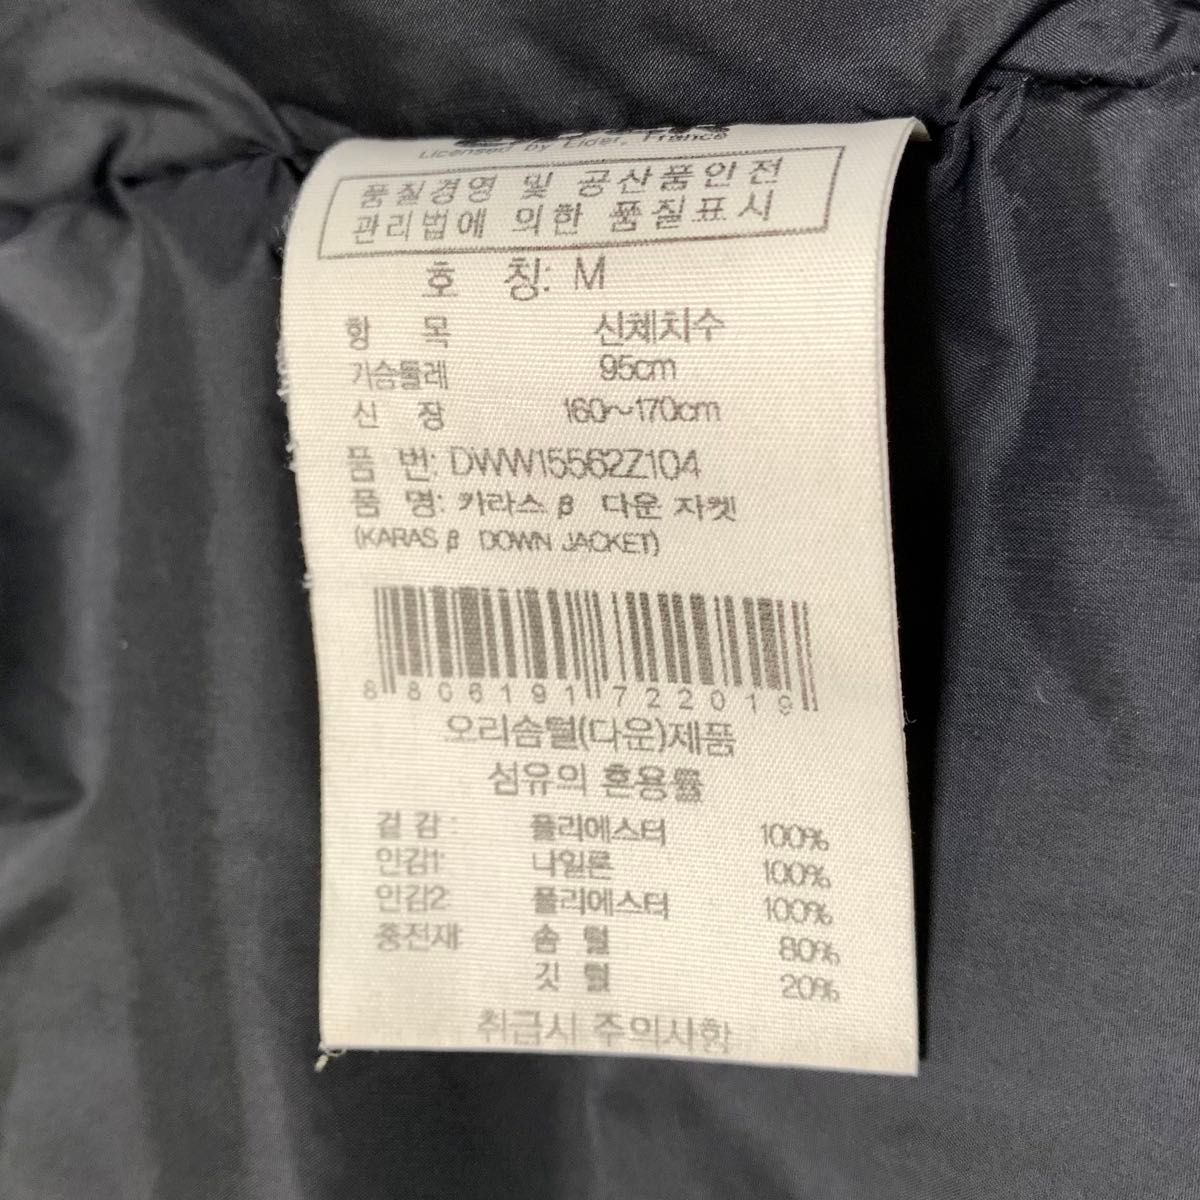 Licensed by Eider, France
품질경영 및 공산품안전
관리법에 의한 품질표시
호 칭: M
항 목 신체치수
가슴둘레 95cm
신 장 160~170cm
품 번: DWW15562Z104
품 명: 카라스 β 다운 자켓
(KARAS β DOWN JACKET)
8 806191 722019
오리솜털(다운)제품
섬유의 혼용률
겉감: 폴리에스터 100%
안감1: 나일론 100%
안감2: 폴리에스터 100%
충전재: 솜 털 80%
깃 털 20%
취급시 주의사항